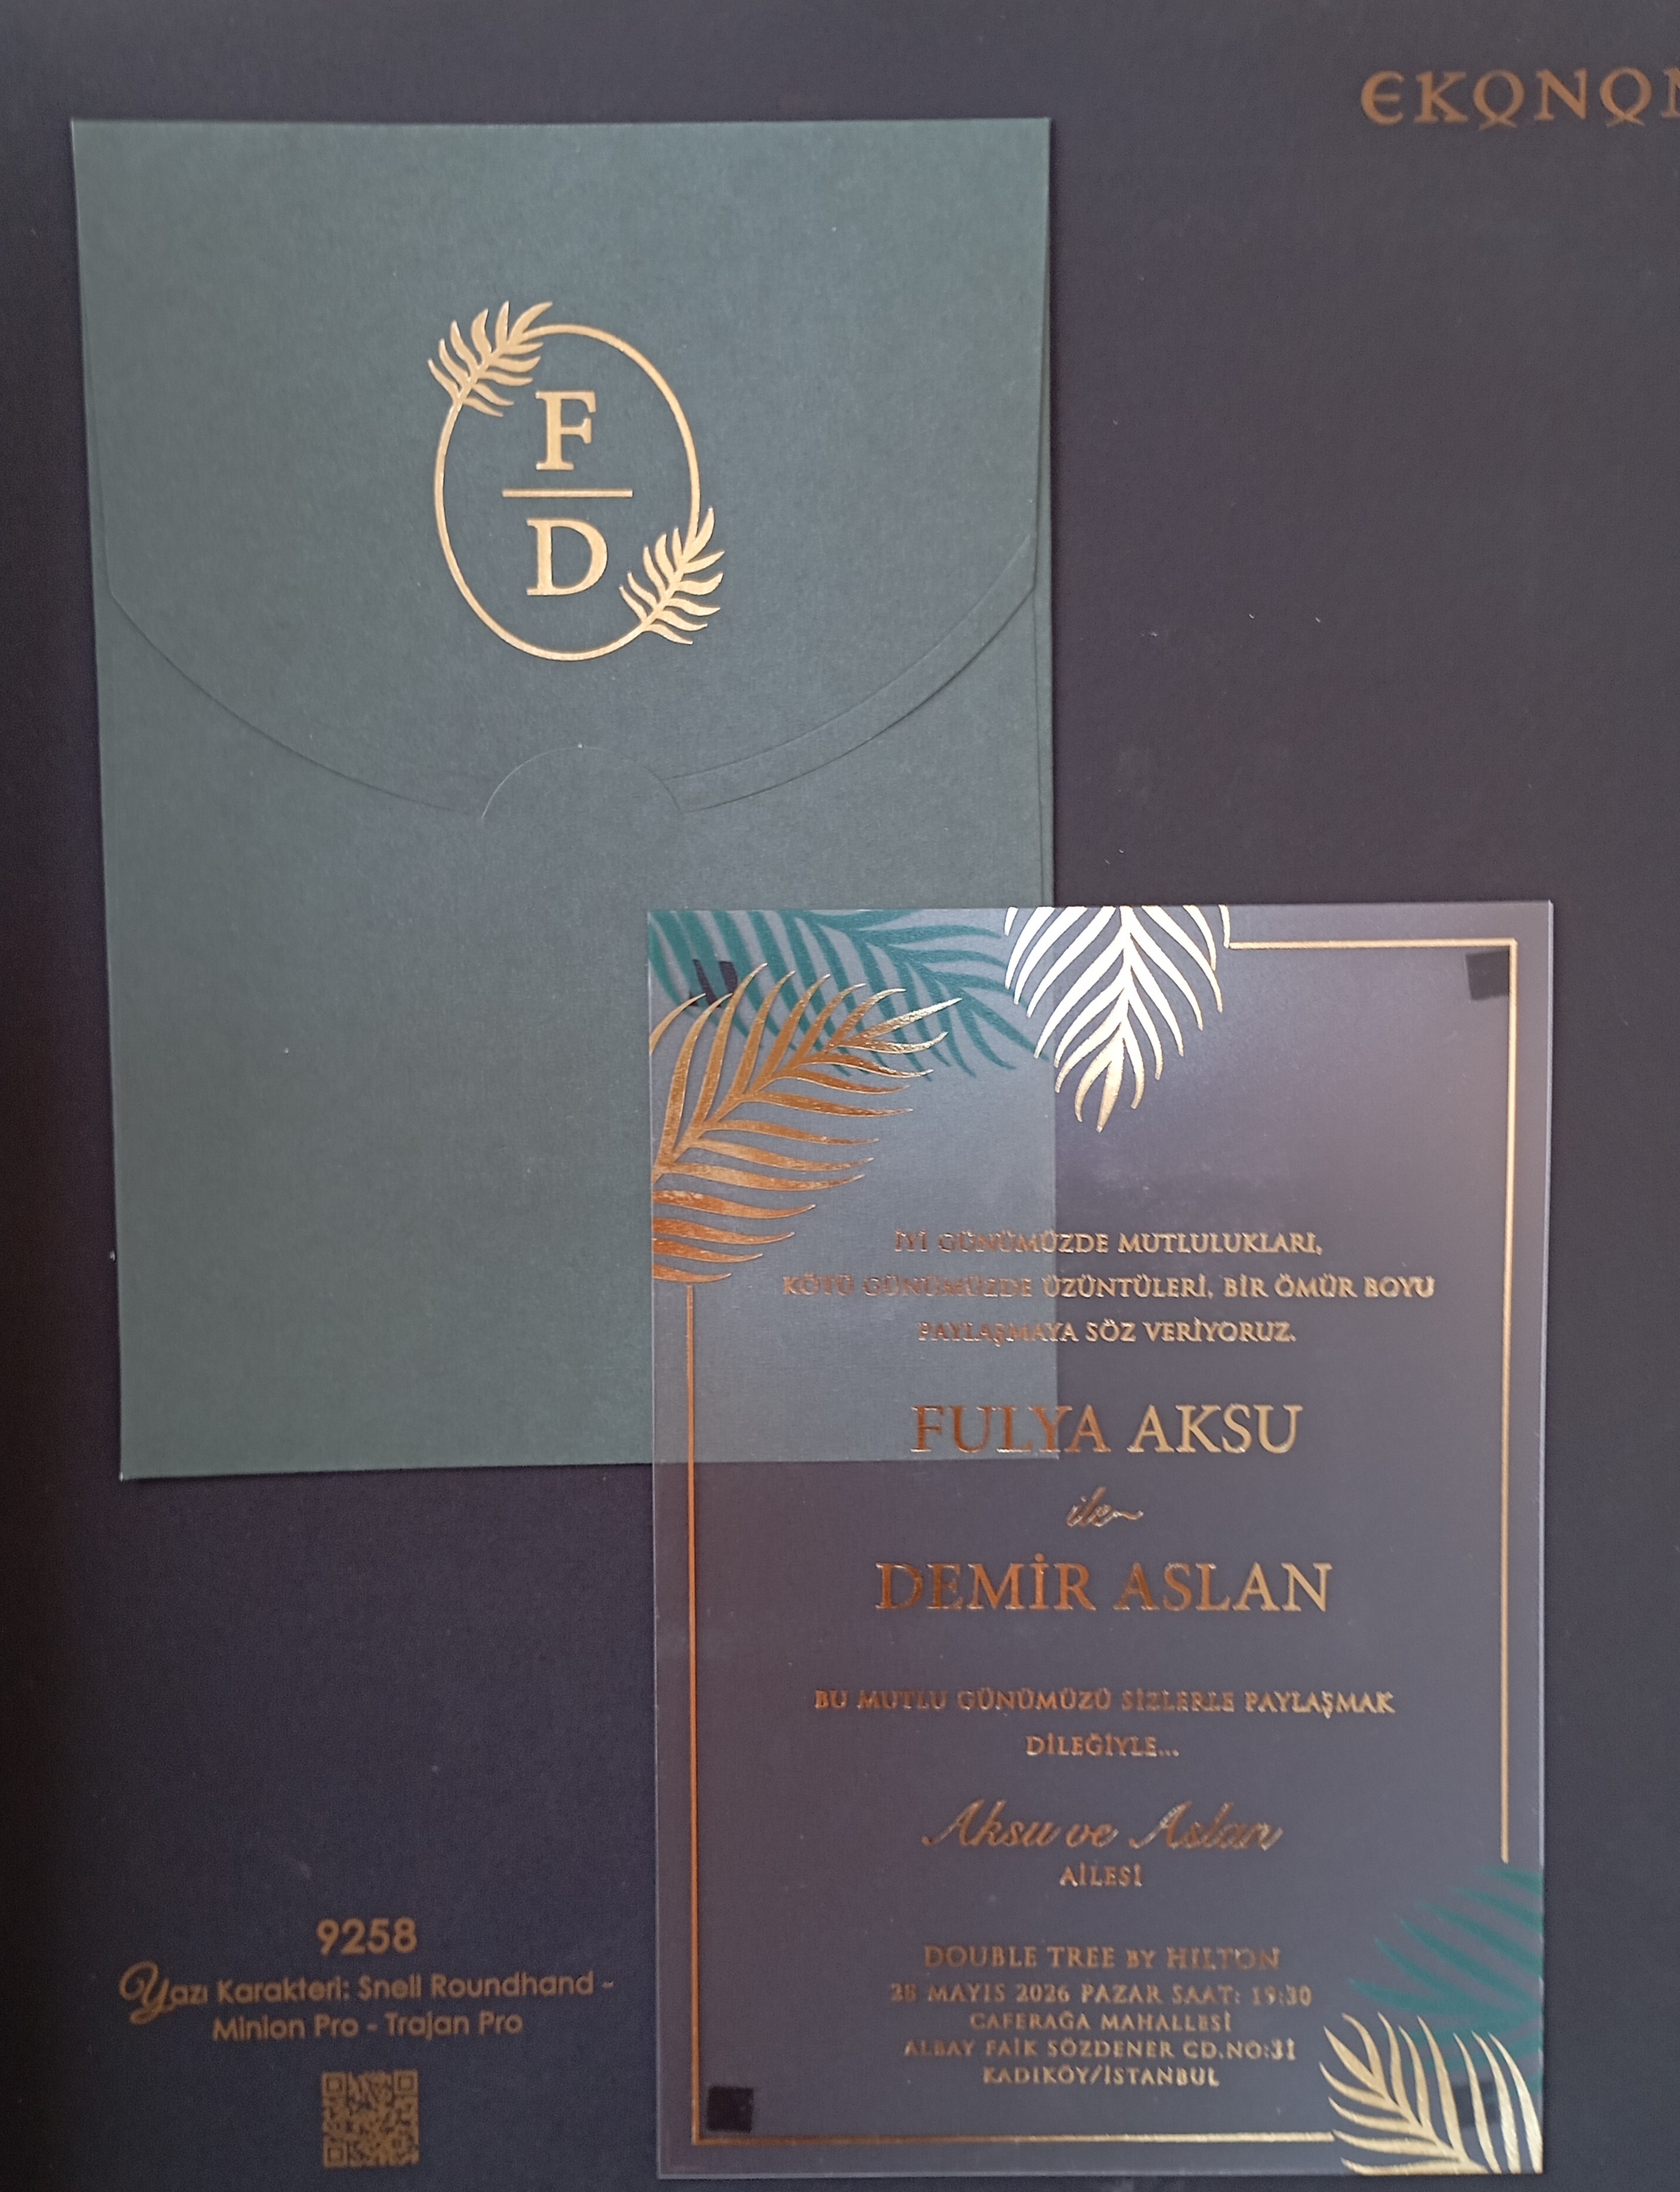 EKONO
F
D
İYİ GÜNÜMÜZDE MUTLULUKLARI,
KÖTÜ GÜNÜMÜZDE ÜZÜNTÜLERİ, BİR ÖMÜR BOYU
PAYLAŞMAYA SÖZ VERİYORUZ.
FULYA AKSU
ile
DEMİR ASLAN
BU MUTLU GÜNÜMÜZÜ SİZLERLE PAYLAŞMAK
DİLEĞİYLE...
Aksu ve Aslan
AİLESİ
DOUBLE TREE BY HILTON
28 MAYIS 2026 PAZAR SAAT: 19:30
CAFERAĞA MAHALLESİ
ALBAY FAİK SÖZDENER CD.NO:31
KADIKÖY/İSTANBUL
9258
Yazı Karakteri: Snell Roundhand -
Minion Pro - Trajan Pro